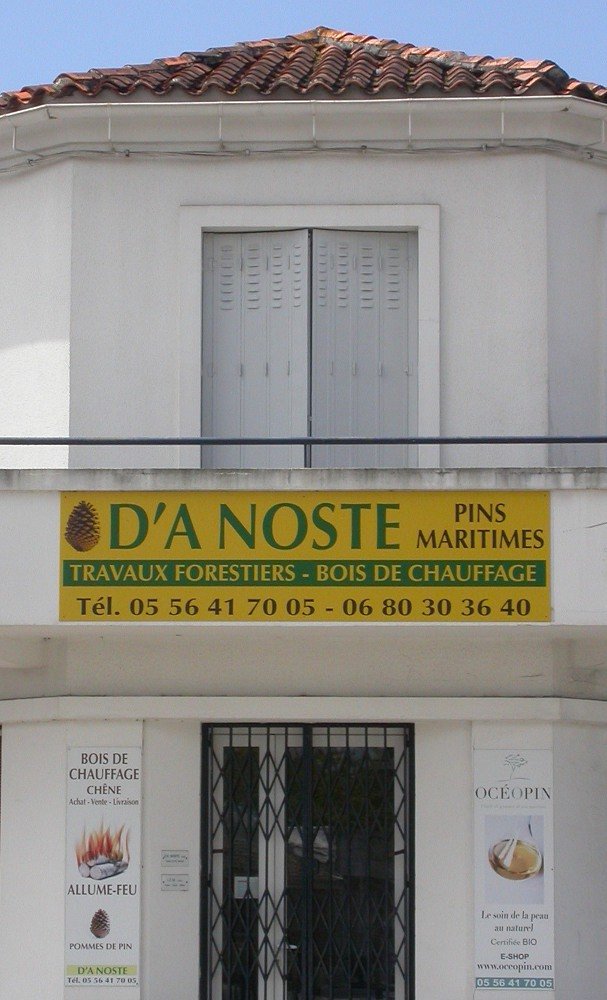 D'A NOSTE
PINS
MARITIMES
TRAVAUX FORESTIERS - BOIS DE CHAUFFAGE
Tél. 05 56 41 70 05 - 06 80 30 36 40
BOIS DE
CHAUFFAGE
CHÊNE
Achat - Vente - Livraison
ALLUME-FEU
POMMES DE PIN
D'A NOSTE
Tél. 05 56 41 70 05
OCÉOPIN
Le soin de la peau
au naturel
Certifiée BIO
E-SHOP
www.oceopin.com
05 56 41 70 05